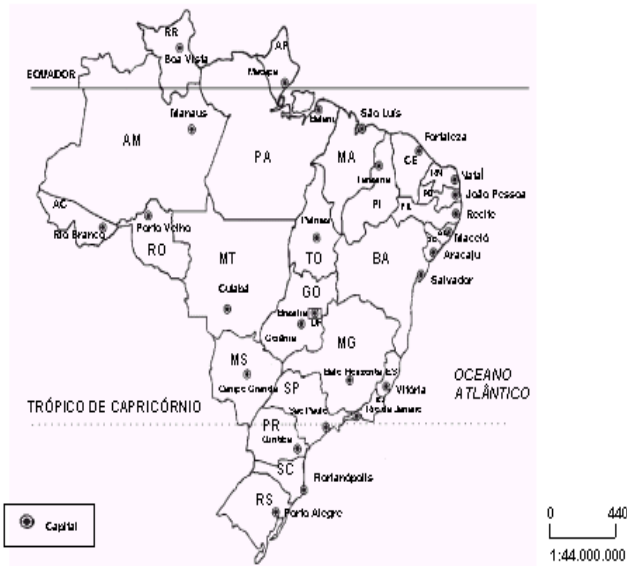 RR
Boa Vista
AP
Macapá
EQUADOR
Manaus
Belém
São Luís
Fortaleza
AM
PA
MA
CE
Teresina
RN
Natal
PB
João Pessoa
PI
PE
Recife
AC
Rio Branco
Porto Velho
RO
Palmas
Maceió
Aracaju
MT
TO
BA
Salvador
Cuiabá
GO
Brasília
DF
Goiânia
MG
MS
Campo Grande
Belo Horizonte
ES
Vitória
OCEANO
ATLÂNTICO
SP
RJ
TRÓPICO DE CAPRICÓRNIO
São Paulo
Rio de Janeiro
PR
Curitiba
SC
Florianópolis
RS
Porto Alegre
Capital
0 440
1:44.000.000